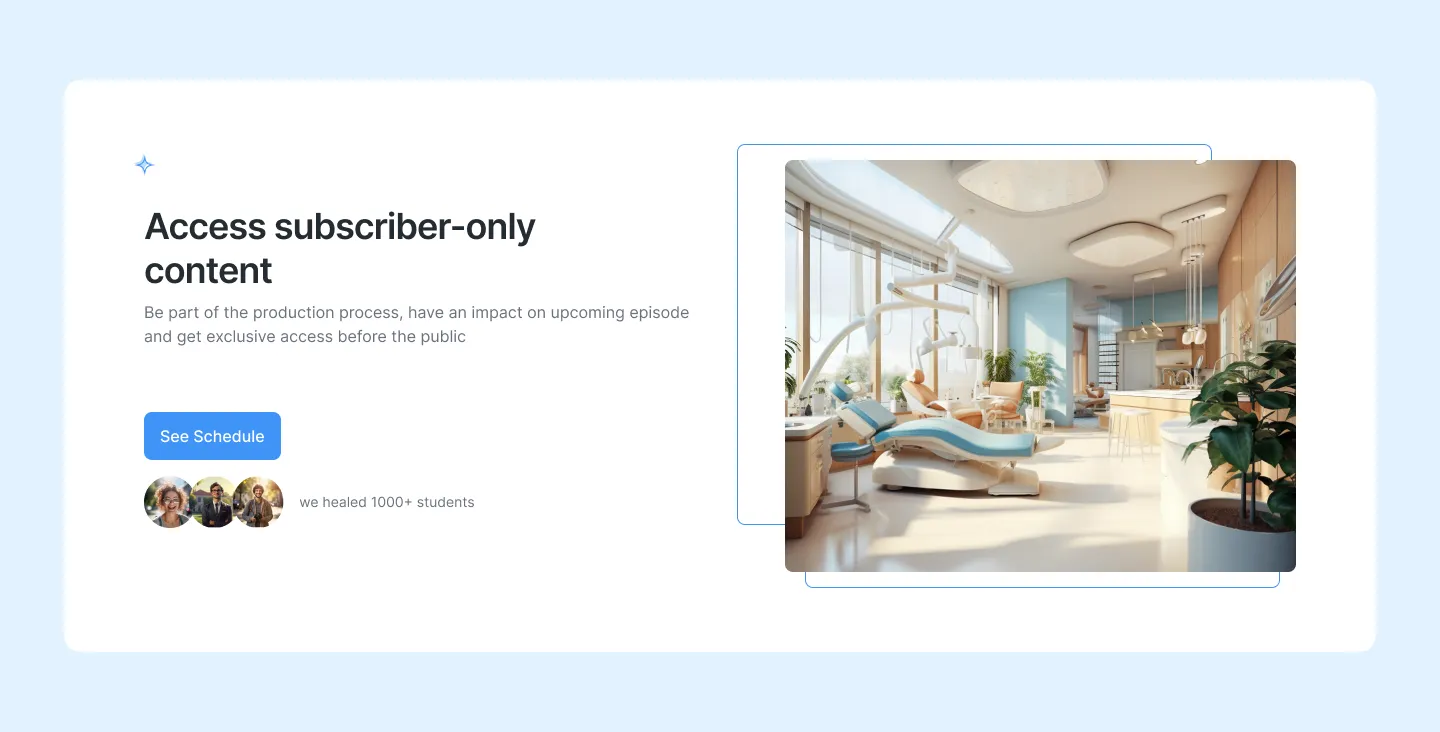 Access subscriber-only
content
Be part of the production process, have an impact on upcoming episode
and get exclusive access before the public
See Schedule
we healed 1000+ students